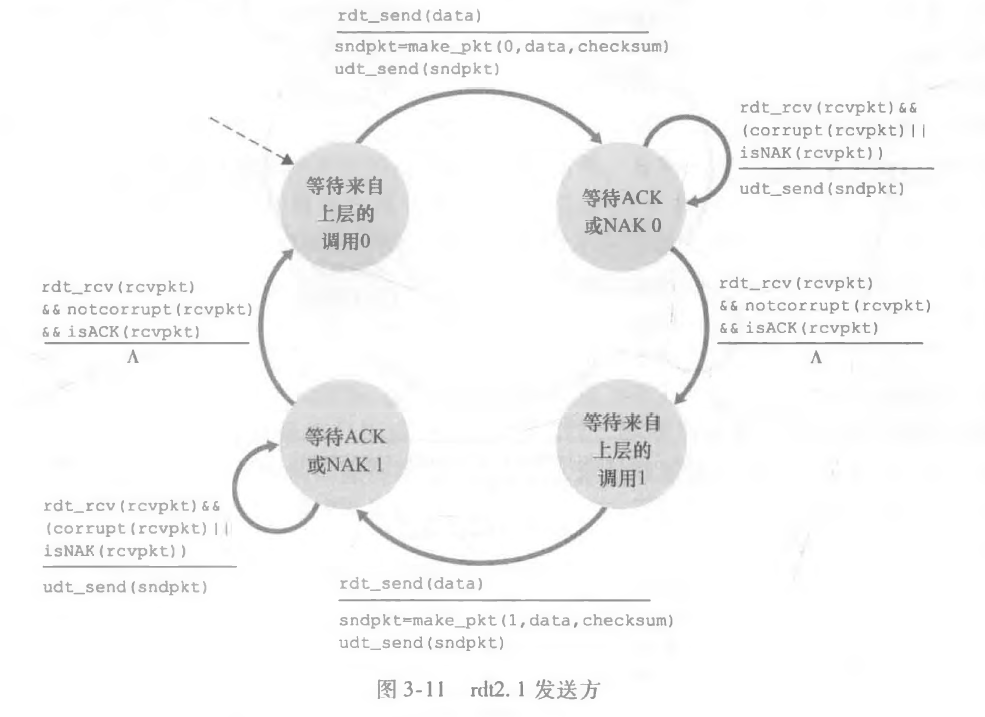 rdt_send(data)
sndpkt=make_pkt(0,data,checksum)
udt_send(sndpkt)
等待来自
上层的
调用0
等待ACK
或NAK 0
rdt_rcv(rcvpkt)&&
(corrupt(rcvpkt)||
isNAK(rcvpkt))
udt_send(sndpkt)
rdt_rcv(rcvpkt)
&& notcorrupt(rcvpkt)
&& isACK(rcvpkt)
Λ
rdt_rcv(rcvpkt)
&& notcorrupt(rcvpkt)
&& isACK(rcvpkt)
Λ
等待ACK
或NAK 1
等待来自
上层的
调用1
rdt_rcv(rcvpkt)&&
(corrupt(rcvpkt)||
isNAK(rcvpkt))
udt_send(sndpkt)
rdt_send(data)
sndpkt=make_pkt(1,data,checksum)
udt_send(sndpkt)
图 3-11 rdt2. 1 发送方